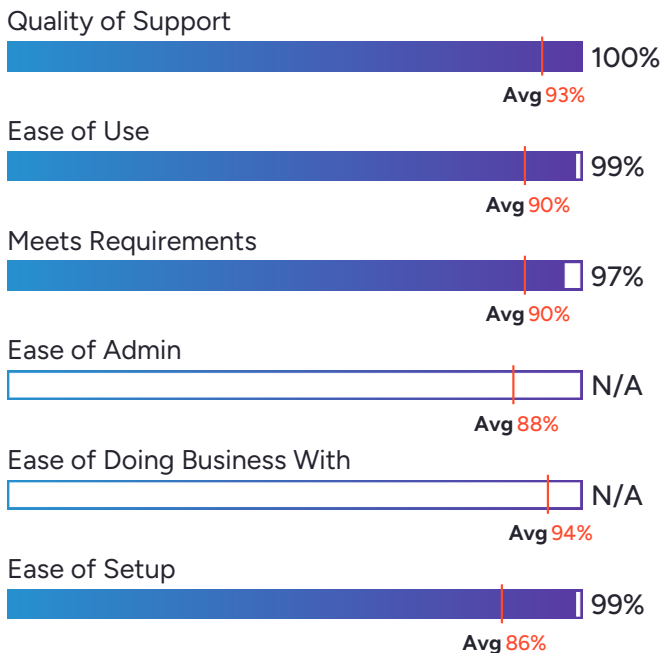 Quality of Support
100%
Avg 93%
Ease of Use
99%
Avg 90%
Meets Requirements
97%
Avg 90%
Ease of Admin
N/A
Avg 88%
Ease of Doing Business With
N/A
Avg 94%
Ease of Setup
99%
Avg 86%